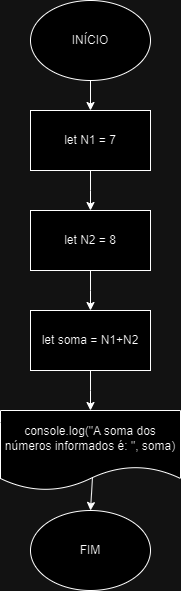 INÍCIO
let N1 = 7
let N2 = 8
let soma = N1+N2
console.log("A soma dos
números informados é: ", soma)
FIM